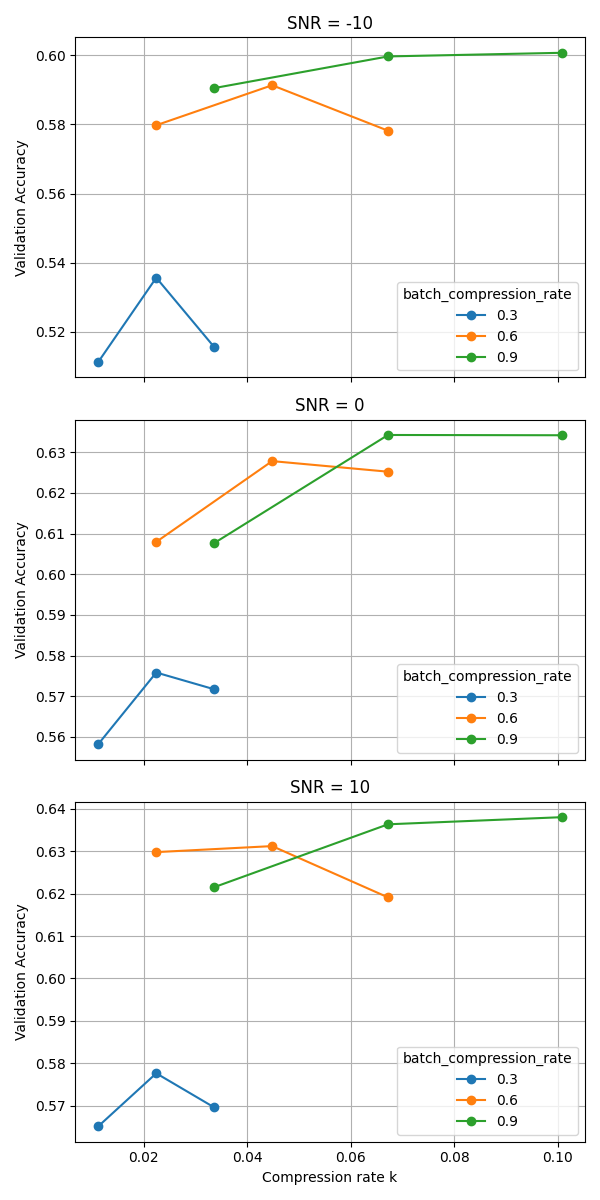 SNR = -10
0.60
0.58
0.56
0.54
0.52
Validation Accuracy
batch_compression_rate
0.3
0.6
0.9
SNR = 0
0.63
0.62
0.61
0.60
0.59
0.58
0.57
0.56
Validation Accuracy
batch_compression_rate
0.3
0.6
0.9
SNR = 10
0.64
0.63
0.62
0.61
0.60
0.59
0.58
0.57
Validation Accuracy
batch_compression_rate
0.3
0.6
0.9
0.02 0.04 0.06 0.08 0.10
Compression rate k